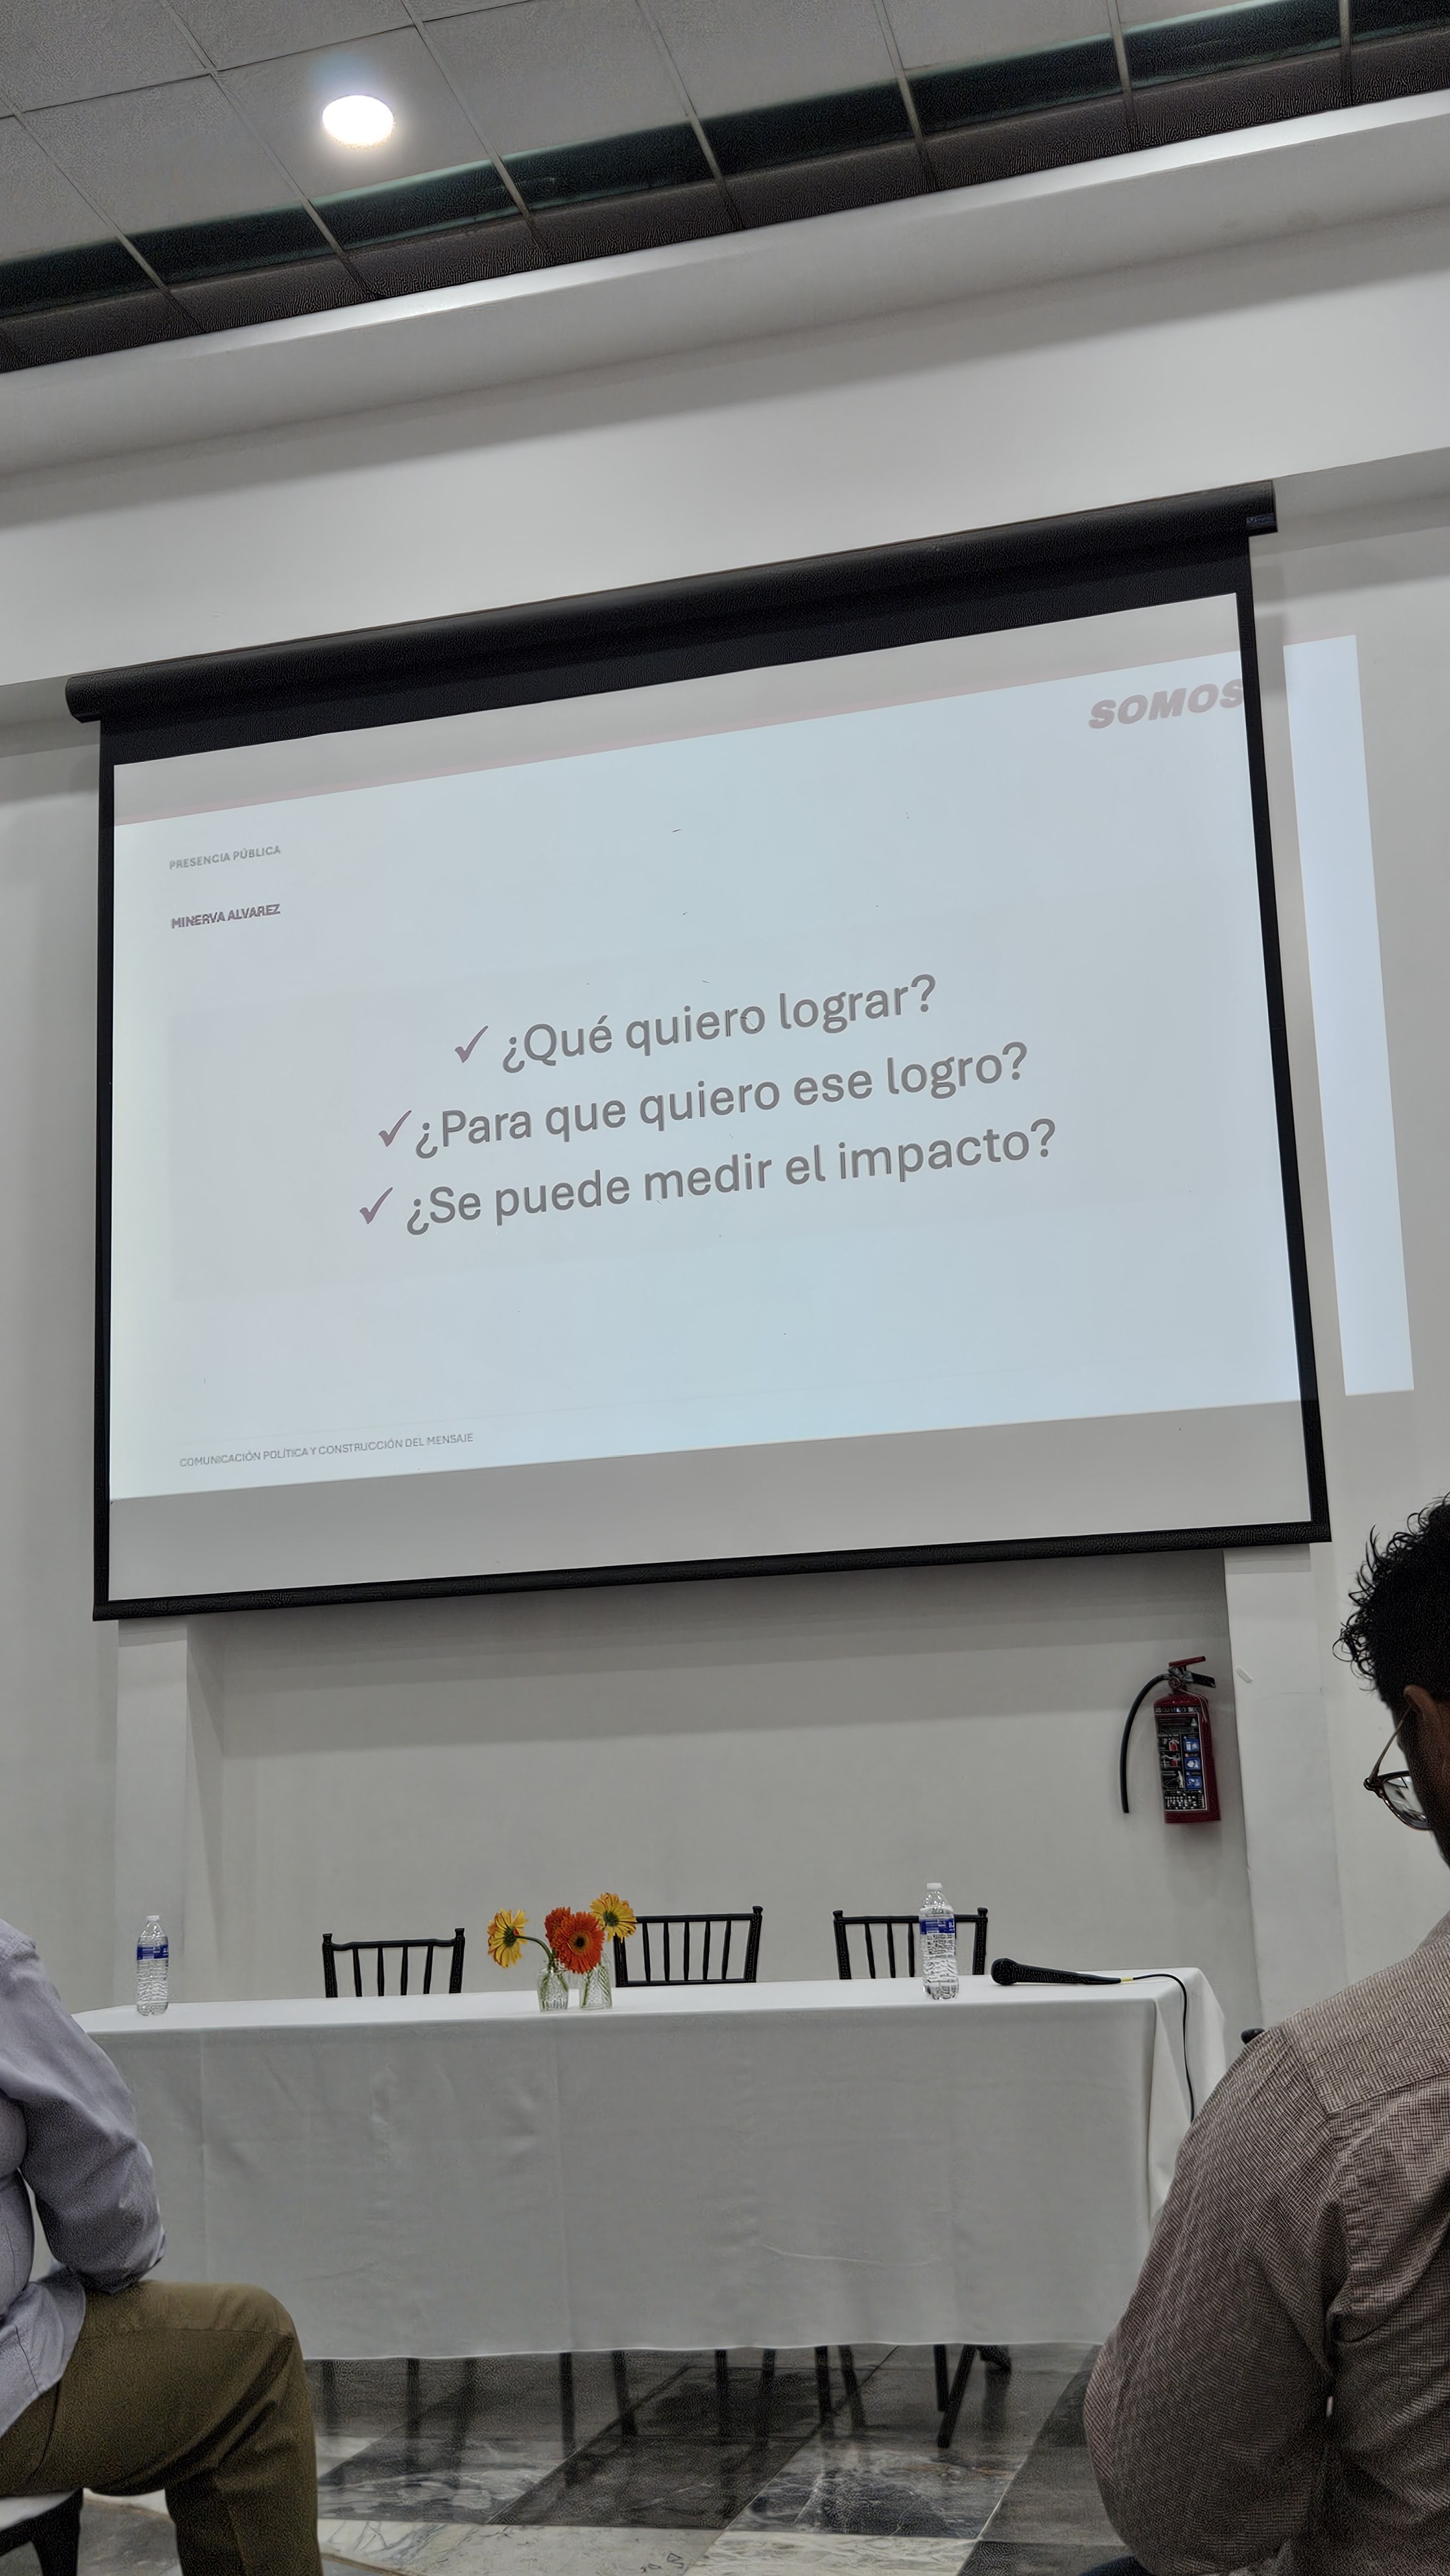 SOMOS
PRESENCIA PÚBLICA
MINERVA ALVAREZ
✓ ¿Qué quiero lograr?
✓ ¿Para que quiero ese logro?
✓ ¿Se puede medir el impacto?
COMUNICACIÓN POLÍTICA Y CONSTRUCCIÓN DEL MENSAJE